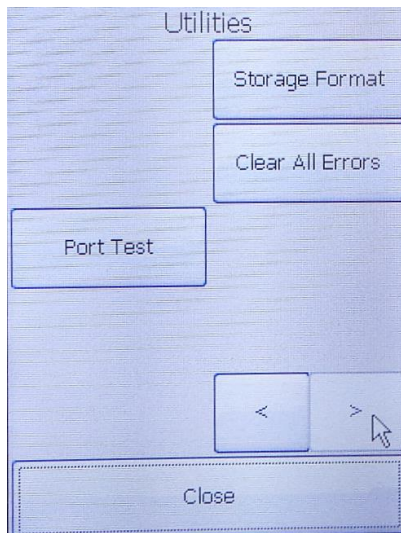 Utilities
Storage Format
Clear All Errors
Port Test
< >
Close